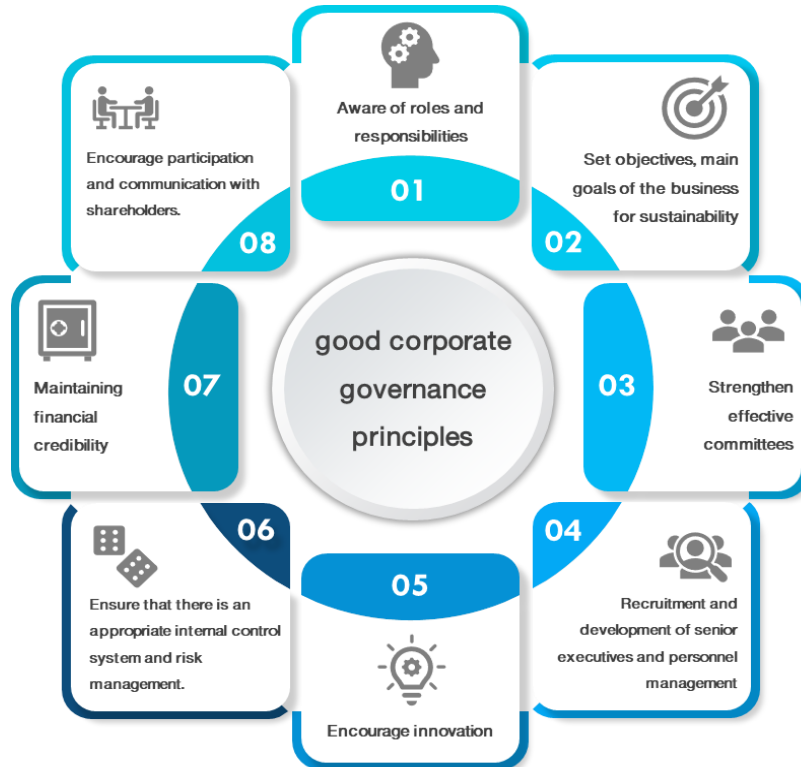 good corporate
governance
principles
Aware of roles and
responsibilities
01
Set objectives, main
goals of the business
for sustainability
02
03
Strengthen
effective
committees
04
Recruitment and
development of senior
executives and personnel
management
05
Encourage innovation
06
Ensure that there is an
appropriate internal control
system and risk
management.
07
Maintaining
financial
credibility
Encourage participation
and communication with
shareholders.
08